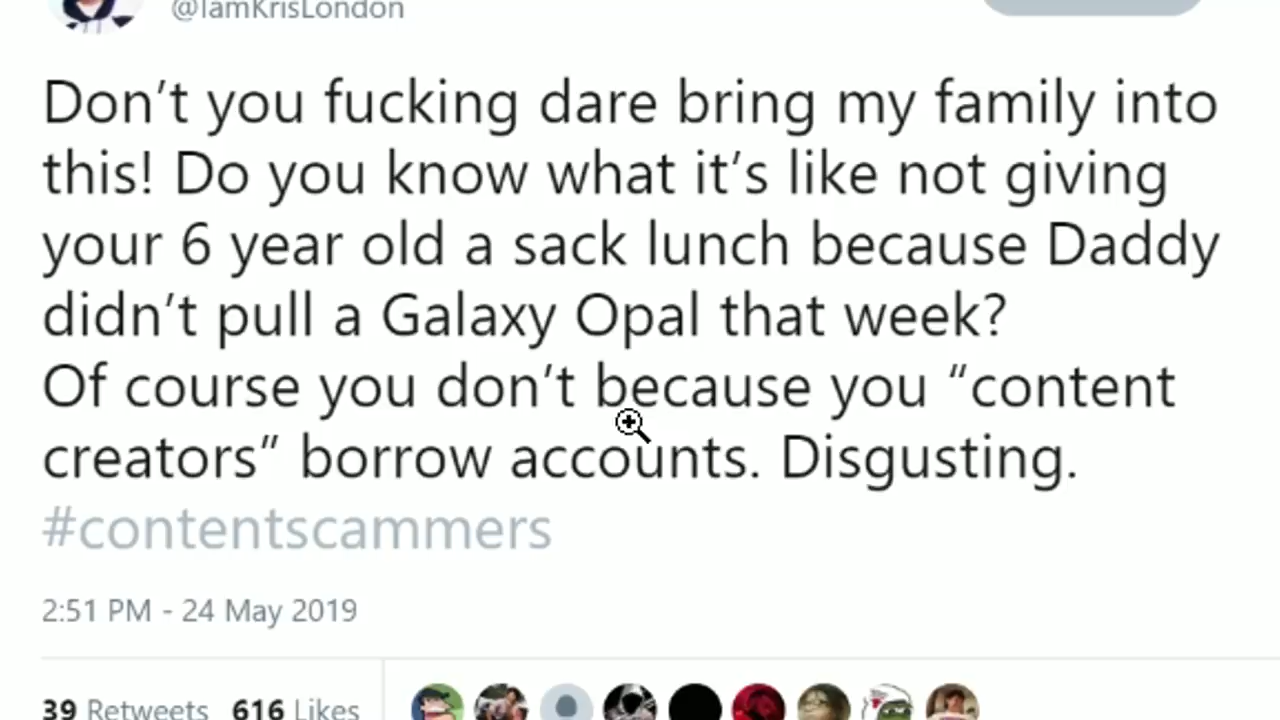 @IamKrisLondon
Don’t you fucking dare bring my family into
this! Do you know what it’s like not giving
your 6 year old a sack lunch because Daddy
didn’t pull a Galaxy Opal that week?
Of course you don’t because you “content
creators” borrow accounts. Disgusting.
#contentscammers
2:51 PM - 24 May 2019
39 Retweets 616 Likes